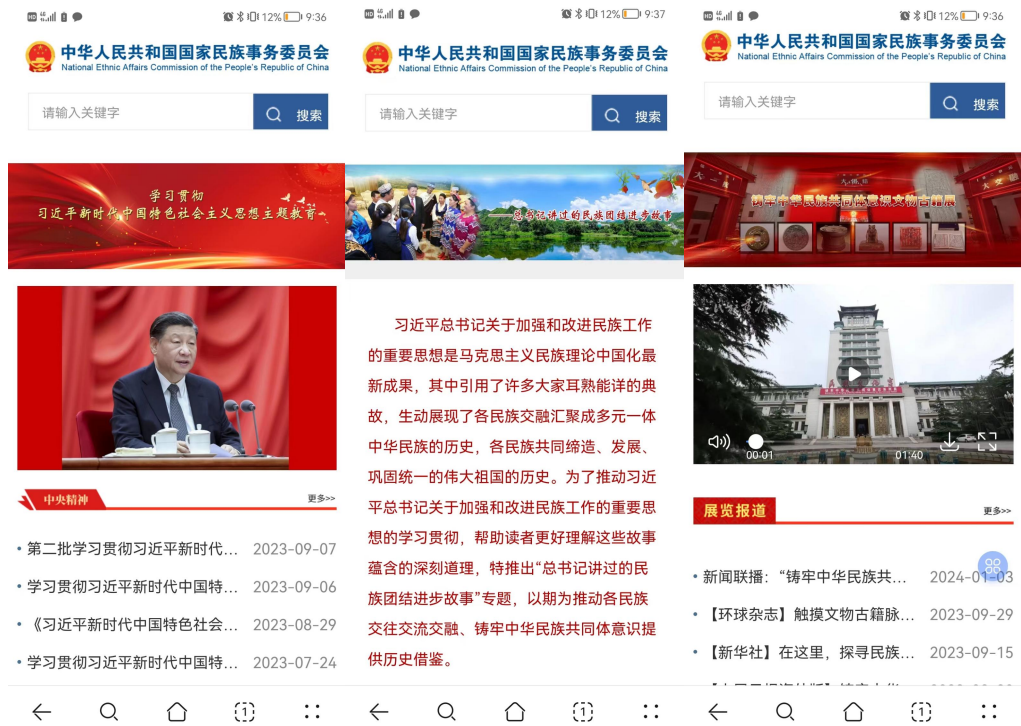 12% 9:36
中华人民共和国国家民族事务委员会
National Ethnic Affairs Commission of the People's Republic of China
请输入关键字
搜索
学习贯彻
习近平新时代中国特色社会主义思想主题教育
中央精神
更多>>
第二批学习贯彻习近平新时代... 2023-09-07
学习贯彻习近平新时代中国特... 2023-09-06
《习近平新时代中国特色社会... 2023-08-29
学习贯彻习近平新时代中国特... 2023-07-24
1
12% 9:37
中华人民共和国国家民族事务委员会
National Ethnic Affairs Commission of the People's Republic of China
请输入关键字
搜索
——总书记讲过的民族团结进步故事
习近平总书记关于加强和改进民族工作
的重要思想是马克思主义民族理论中国化最
新成果，其中引用了许多大家耳熟能详的典
故，生动展现了各民族交融汇聚成多元一体
中华民族的历史，各民族共同缔造、发展、
巩固统一的伟大祖国的历史。为了推动习近
平总书记关于加强和改进民族工作的重要思
想的学习贯彻，帮助读者更好理解这些故事
蕴含的深刻道理，特推出“总书记讲过的民
族团结进步故事”专题，以期为推动各民族
交往交流交融、铸牢中华民族共同体意识提
供历史借鉴。
1
12% 9:36
中华人民共和国国家民族事务委员会
National Ethnic Affairs Commission of the People's Republic of China
请输入关键字
搜索
铸牢中华民族共同体意识文物古籍展
00:01
01:40
展览报道
更多>>
新闻联播：“铸牢中华民族共... 2024-01-03
【环球杂志】触摸文物古籍脉... 2023-09-29
【新华社】在这里，探寻民族... 2023-09-15
1